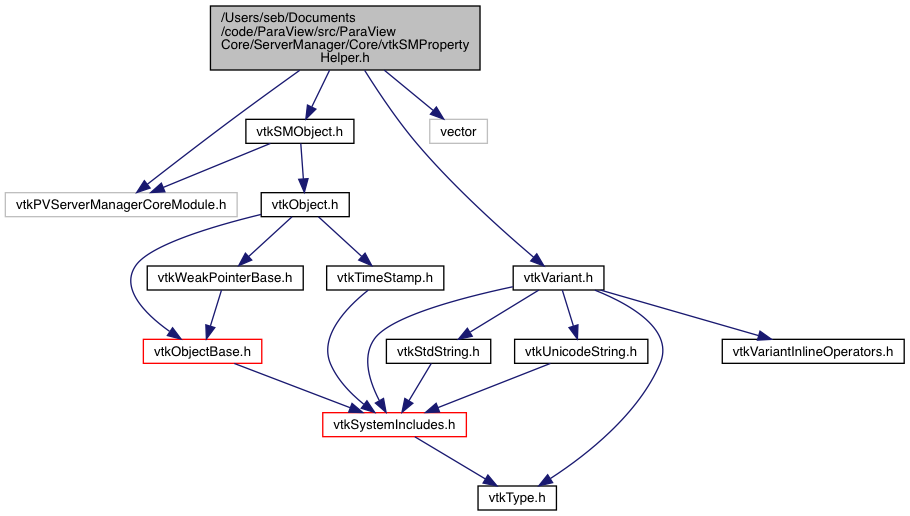 /Users/seb/Documents
/code/ParaView/src/ParaView
Core/ServerManager/Core/vtkSMProperty
Helper.h
vtkSMObject.h
vector
vtkPVServerManagerCoreModule.h
vtkObject.h
vtkWeakPointerBase.h
vtkTimeStamp.h
vtkVariant.h
vtkObjectBase.h
vtkStdString.h
vtkUnicodeString.h
vtkVariantInlineOperators.h
vtkSystemIncludes.h
vtkType.h